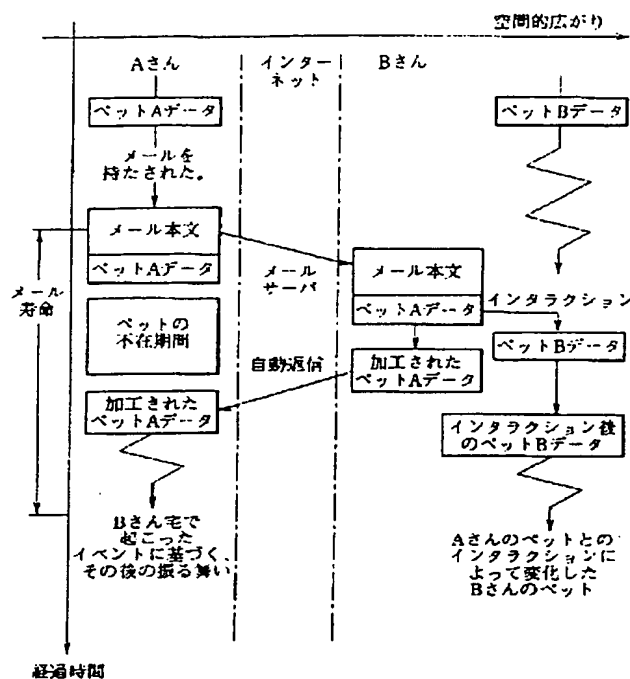 空間的広がり
Aさん
インター
ネット
Bさん
ペットAデータ
ペットBデータ
メールを
持たされた。
メール本文
ペットAデータ
メール
サーバ
メール本文
ペットAデータ
インタラクション
メール
寿命
ペットの
不在期間
ペットBデータ
自動返信
加工された
ペットAデータ
加工された
ペットAデータ
インタラクション後
のペットBデータ
Bさん宅で
起こった
イベントに基づく、
その後の振る舞い
Aさんのペットとの
インタラクションに
よって変化した
Bさんのペット
経過時間